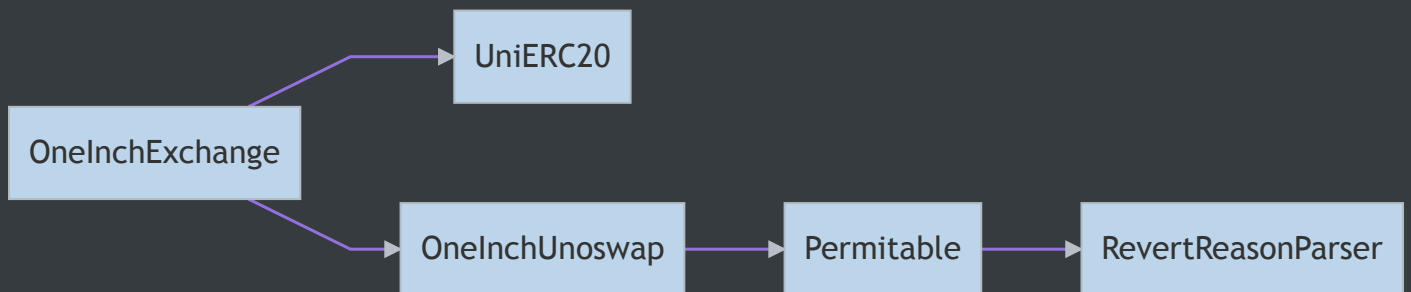 UniERC20
OneInchExchange
OneInchUnoswap
Permitable
RevertReasonParser